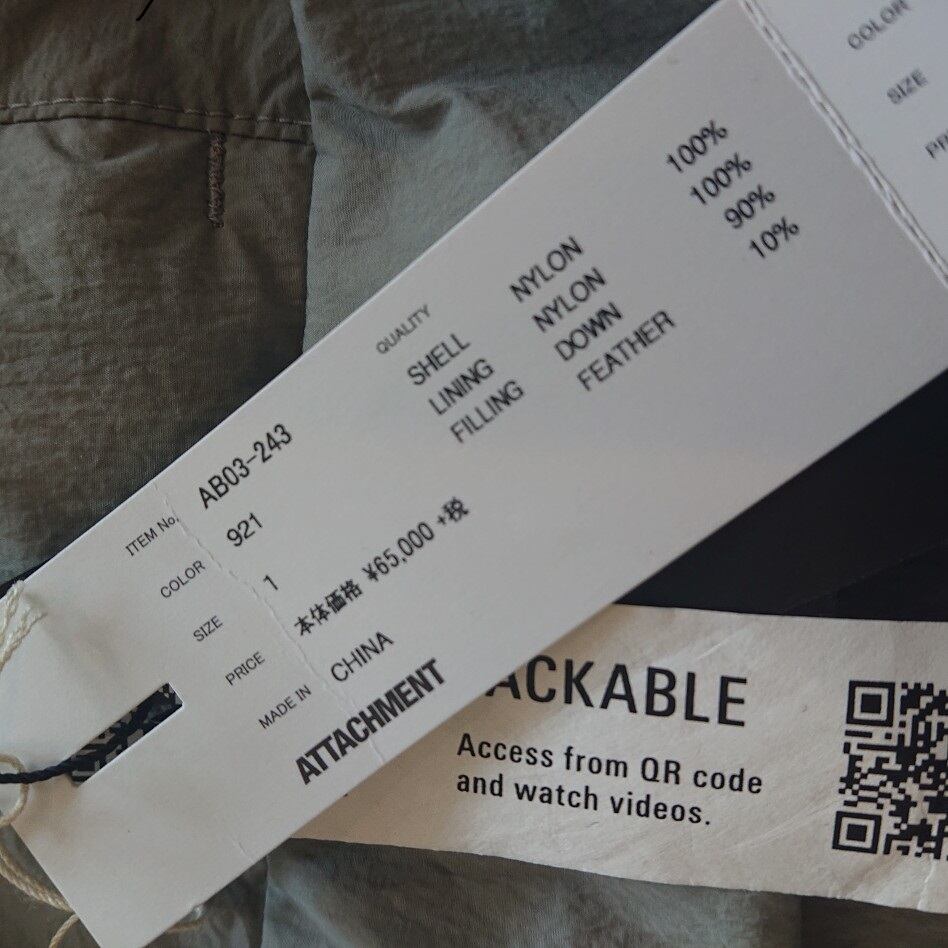 ITEM No. AB03-243
COLOR 921
SIZE 1
PRICE 本体価格 ¥65,000 +税
MADE IN CHINA
ATTACHMENT
QUALITY
SHELL NYLON 100%
LINING NYLON 100%
FILLING DOWN 90%
FEATHER 10%
COLOR
SIZE
ACKABLE
Access from QR code
and watch videos.